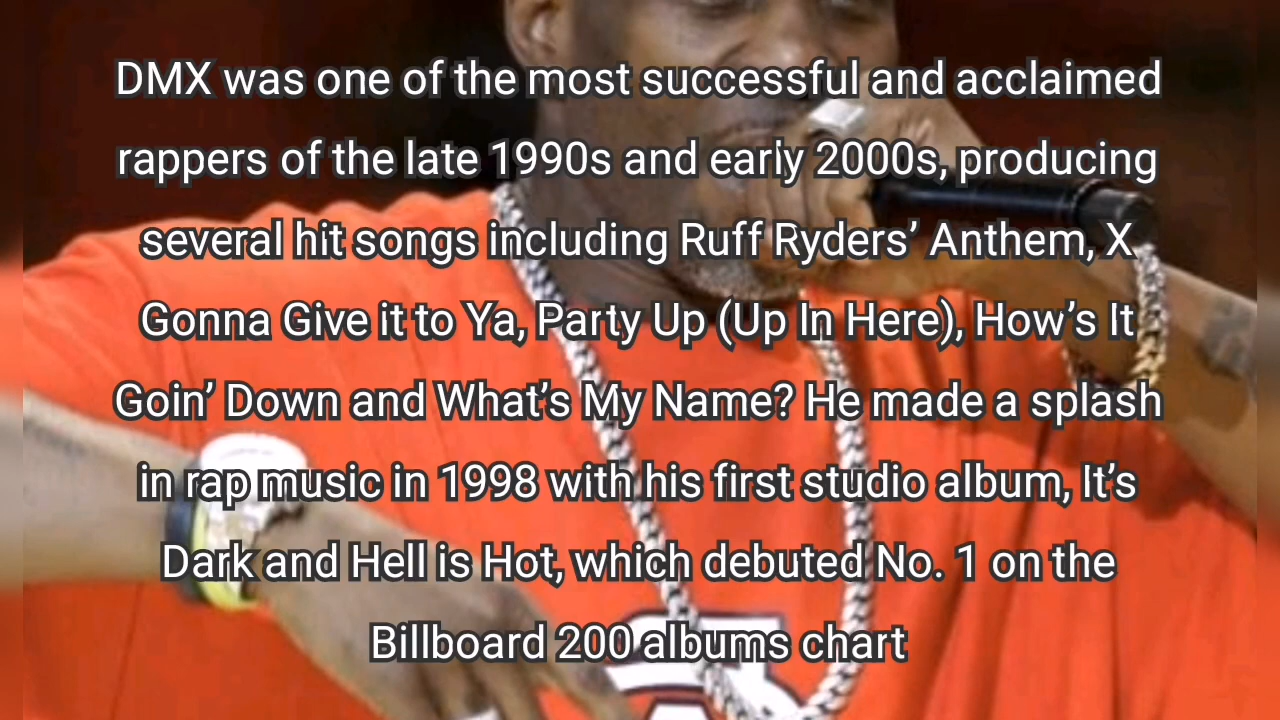 DMX was one of the most successful and acclaimed
rappers of the late 1990s and early 2000s, producing
several hit songs including Ruff Ryders’ Anthem, X
Gonna Give it to Ya, Party Up (Up In Here), How’s It
Goin’ Down and What’s My Name? He made a splash
in rap music in 1998 with his first studio album, It’s
Dark and Hell is Hot, which debuted No. 1 on the
Billboard 200 albums chart